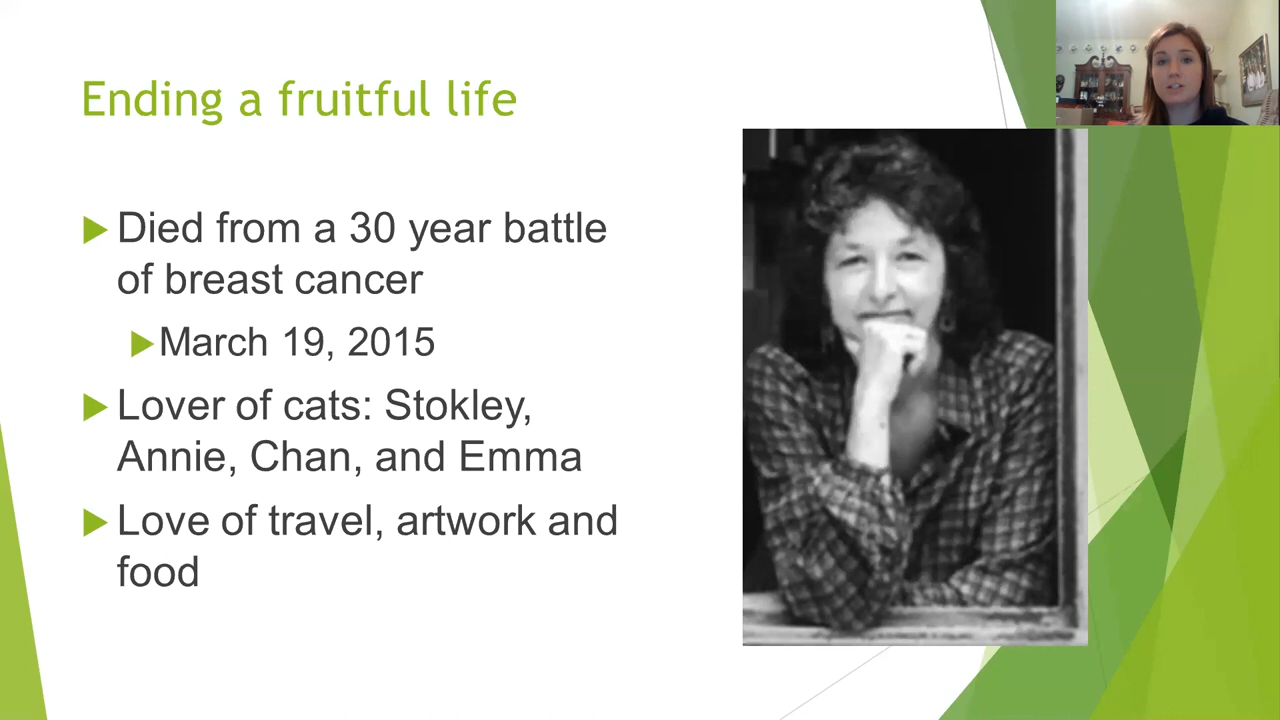 Ending a fruitful life
Died from a 30 year battle
of breast cancer
March 19, 2015
Lover of cats: Stokley,
Annie, Chan, and Emma
Love of travel, artwork and
food